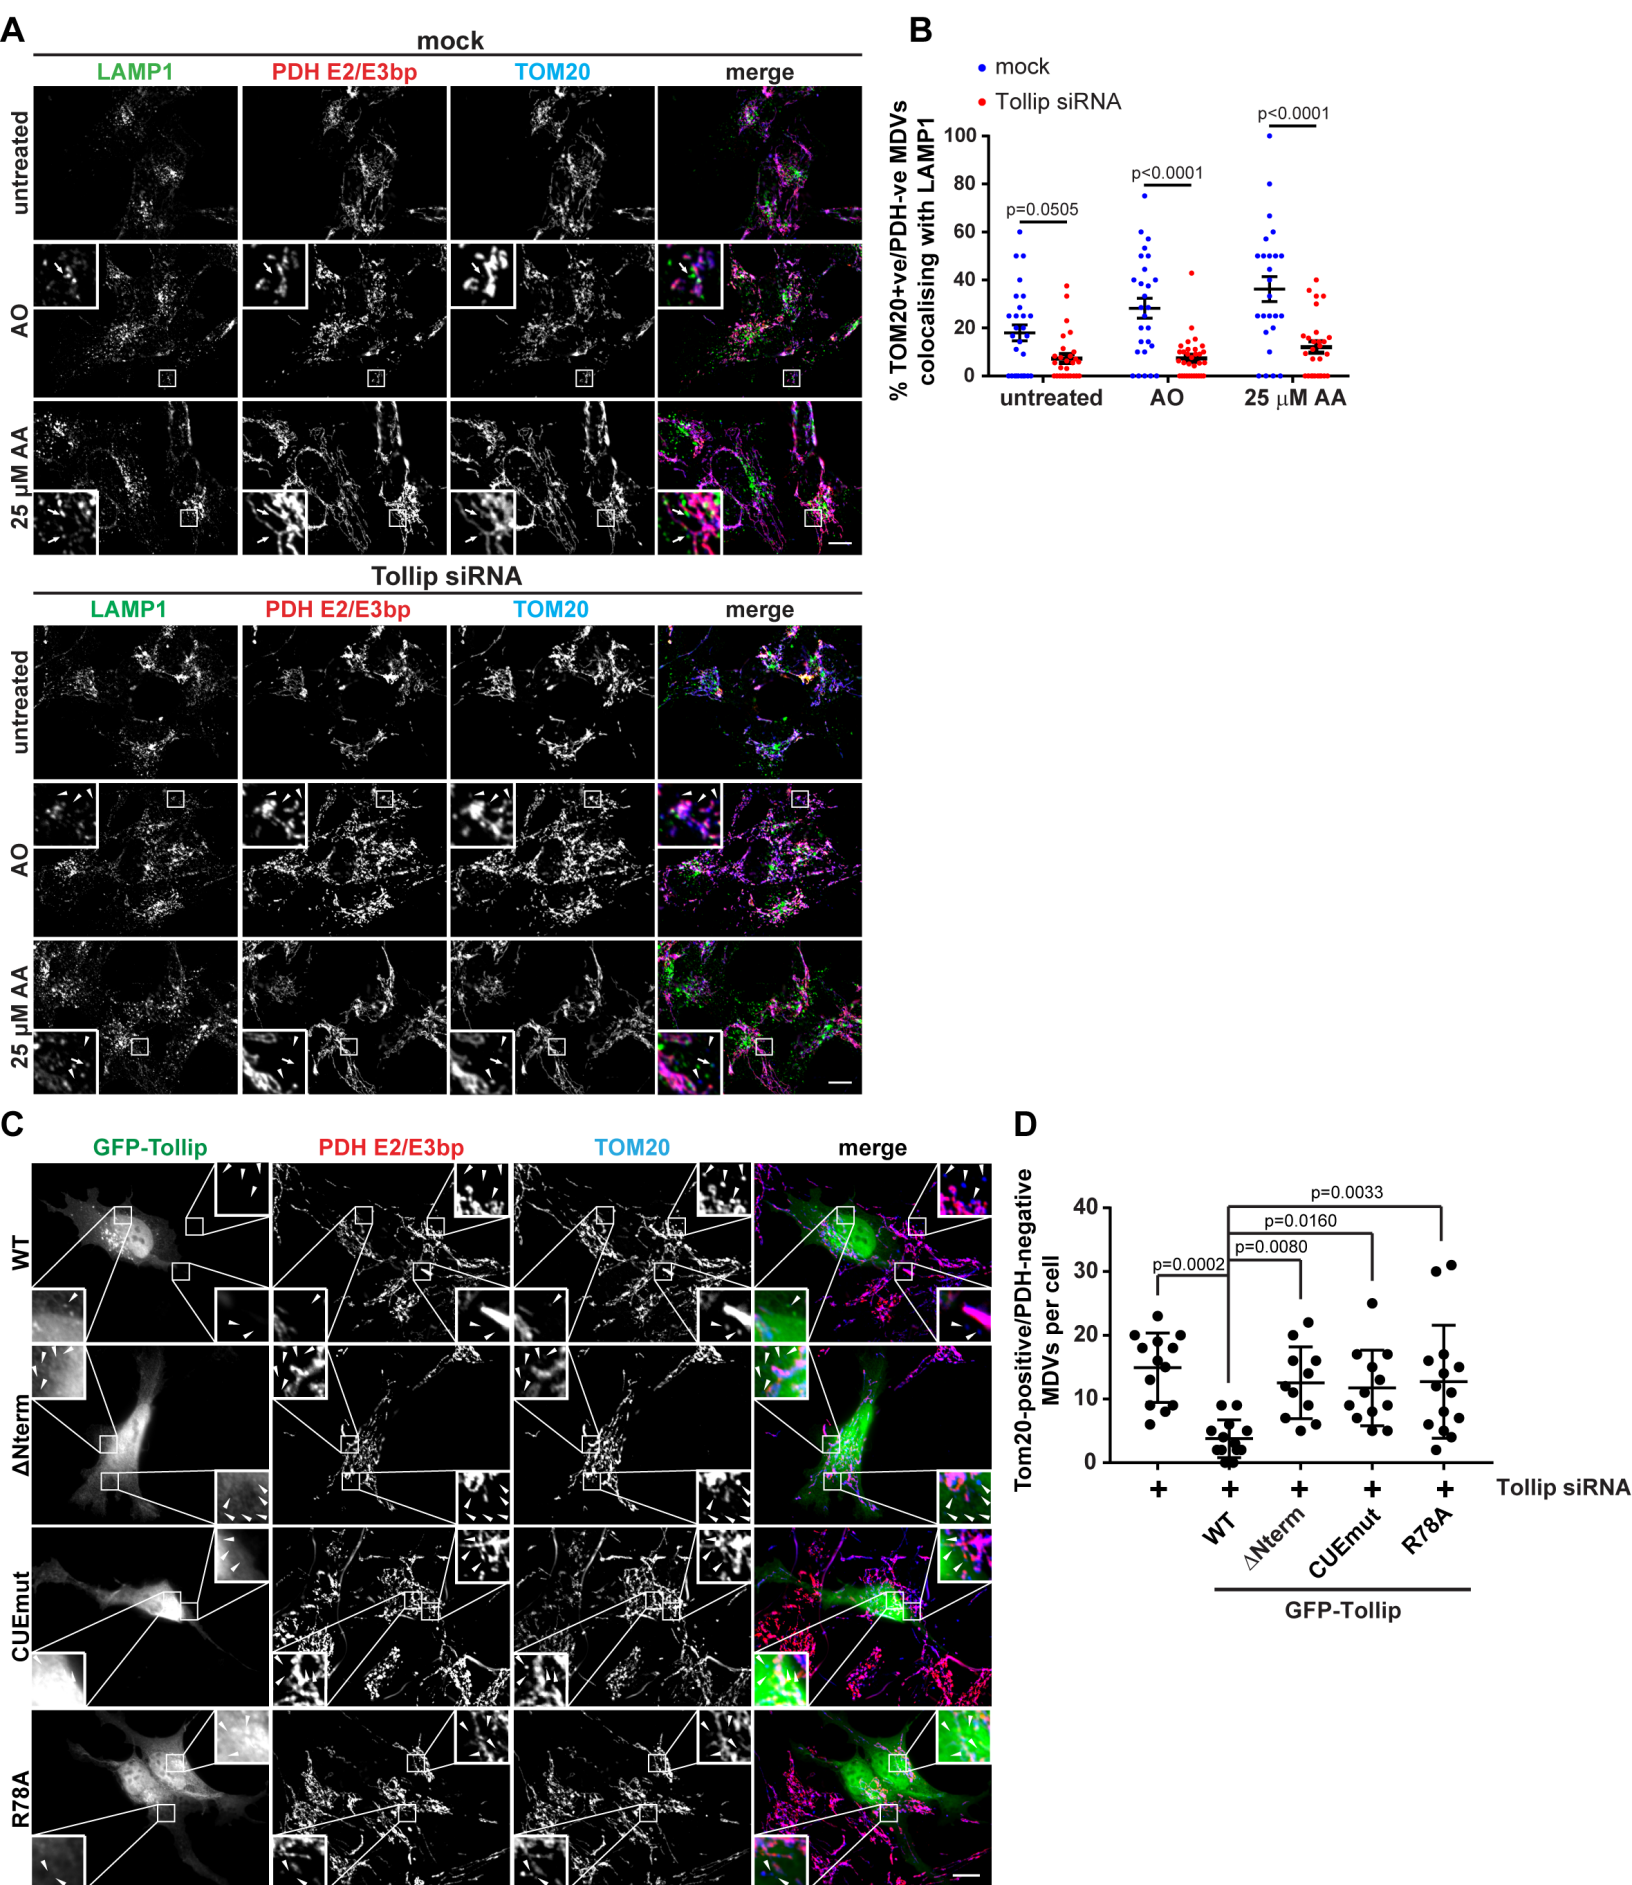 A
mock
LAMP1 PDH E2/E3bp TOM20 merge
untreated
AO
25 µM AA
Tollip siRNA
LAMP1 PDH E2/E3bp TOM20 merge
untreated
AO
25 µM AA
B
mock
Tollip siRNA
% TOM20+ve/PDH-ve MDVs
colocalising with LAMP1
100
80
60
40
20
0
p=0.0505
p<0.0001
p<0.0001
untreated AO 25 µM AA
C
GFP-Tollip PDH E2/E3bp TOM20 merge
WT
ΔNterm
CUEmut
R78A
D
Tom20-positive/PDH-negative
MDVs per cell
40
30
20
10
0
p=0.0033
p=0.0160
p=0.0080
p=0.0002
+ + + + + Tollip siRNA
WT ΔNterm CUEmut R78A
GFP-Tollip